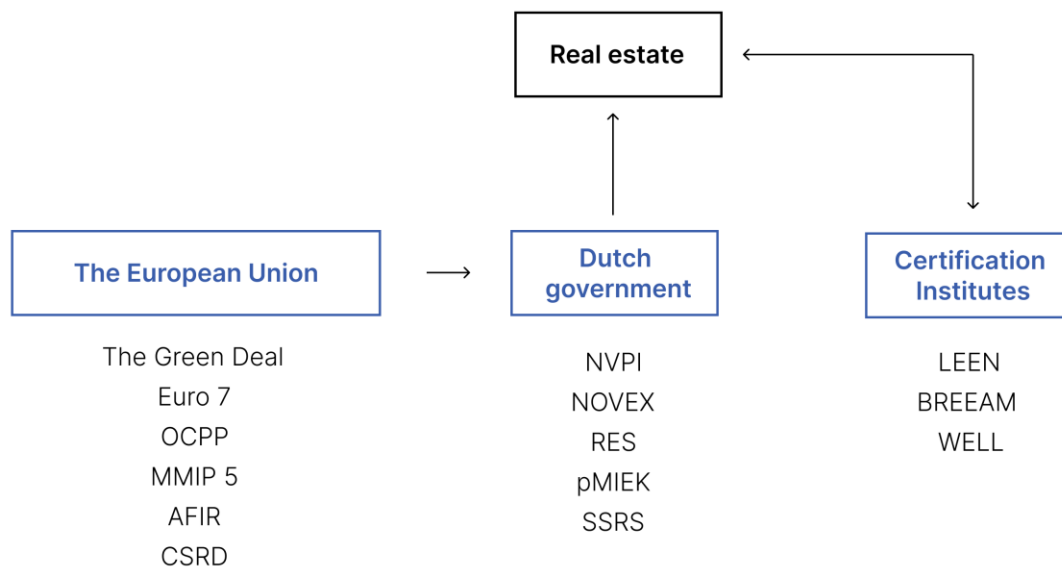 Real estate
The European Union
Dutch
government
Certification
Institutes
The Green Deal
Euro 7
OCPP
MMIP 5
AFIR
CSRD
NVPI
NOVEX
RES
pMIEK
SSRS
LEEN
BREEAM
WELL